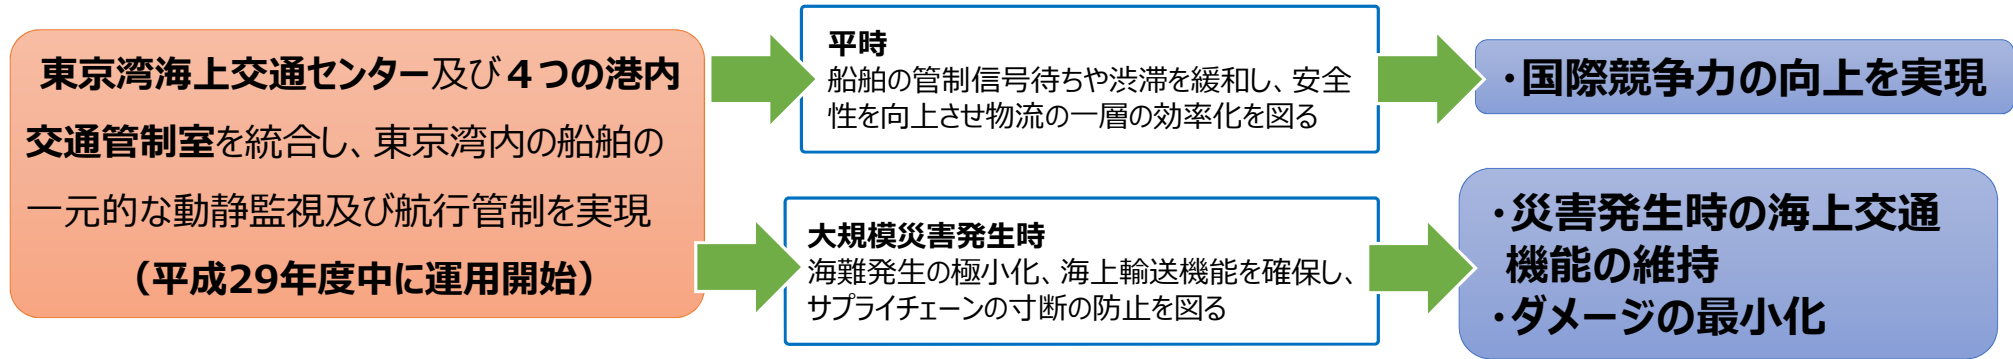 東京湾海上交通センター及び４つの港内
交通管制室を統合し、東京湾内の船舶の
一元的な動静監視及び航行管制を実現
（平成29年度中に運用開始）
平時
船舶の管制信号待ちや渋滞を緩和し、安全
性を向上させ物流の一層の効率化を図る
・国際競争力の向上を実現
大規模災害発生時
海難発生の極小化、海上輸送機能を確保し、
サプライチェーンの寸断の防止を図る
・災害発生時の海上交通
機能の維持
・ダメージの最小化